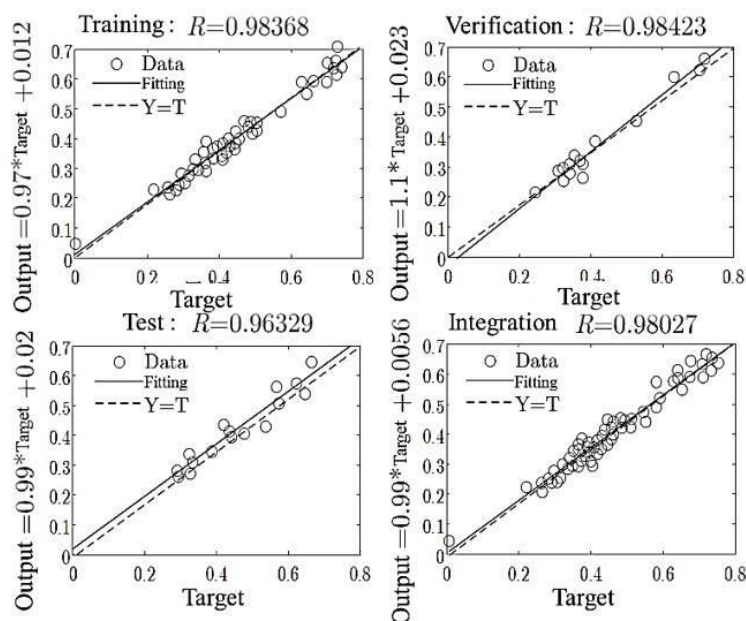 Training: R=0.98368
Output=0.97*Target+0.012
0.7
0.6
0.5
0.4
0.3
0.2
0.1
0
Data
Fitting
Y=T
0 0.2 0.4 0.6 0.8
Target
Verification: R=0.98423
Output=1.1*Target+0.023
0.7
0.6
0.5
0.4
0.3
0.2
0.1
0
Data
Fitting
Y=T
0 0.2 0.4 0.6 0.8
Target
Test: R=0.96329
Output=0.99*Target+0.02
0.7
0.6
0.5
0.4
0.3
0.2
0.1
0
Data
Fitting
Y=T
0 0.2 0.4 0.6 0.8
Target
Integration R=0.98027
Output=0.99*Target+0.0056
0.7
0.6
0.5
0.4
0.3
0.2
0.1
0
Data
Fitting
Y=T
0 0.2 0.4 0.6 0.8
Target